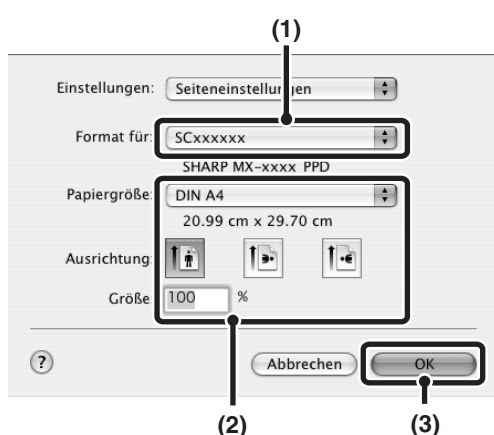 (1)
Einstellungen: Seiteneinstellungen
Format für: SCxxxxxx
SHARP MX-xxxx PPD
Papiergröße: DIN A4
20.99 cm x 29.70 cm
Ausrichtung:
Größe: 100 %
? Abbrechen OK
(2) (3)